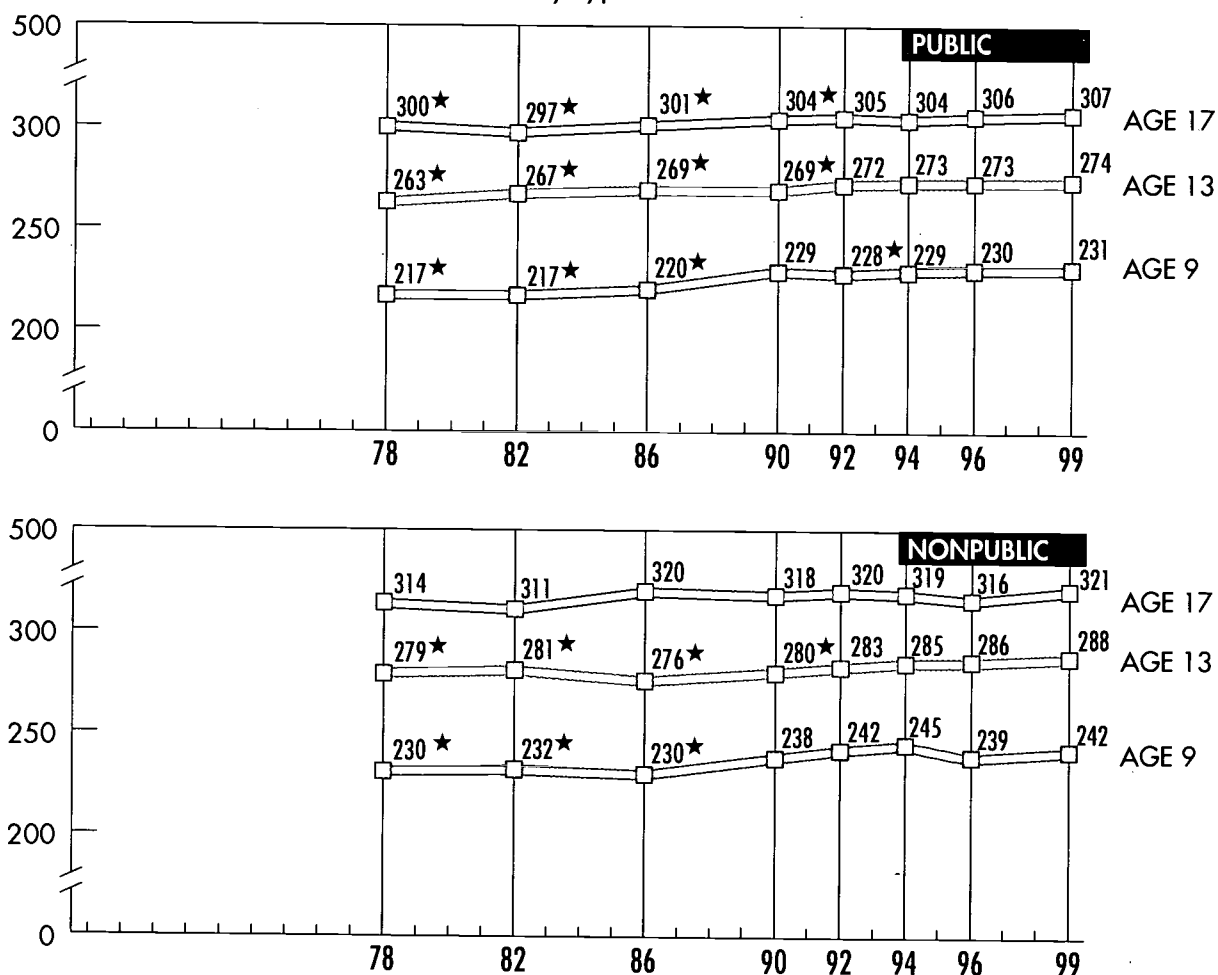 500
PUBLIC
300★ 297★ 301★ 304★ 305 304 306 307
300
AGE 17
263★ 267★ 269★ 269★ 272 273 273 274
AGE 13
250
217★ 217★ 220★ 229 228★ 229 230 231
AGE 9
200
0
78 82 86 90 92 94 96 99
500
NONPUBLIC
314 311 320 318 320 319 316 321
AGE 17
300
279★ 281★ 276★ 280★ 283 285 286 288
AGE 13
250
230★ 232★ 230★ 238 242 245 239 242
AGE 9
200
0
78 82 86 90 92 94 96 99